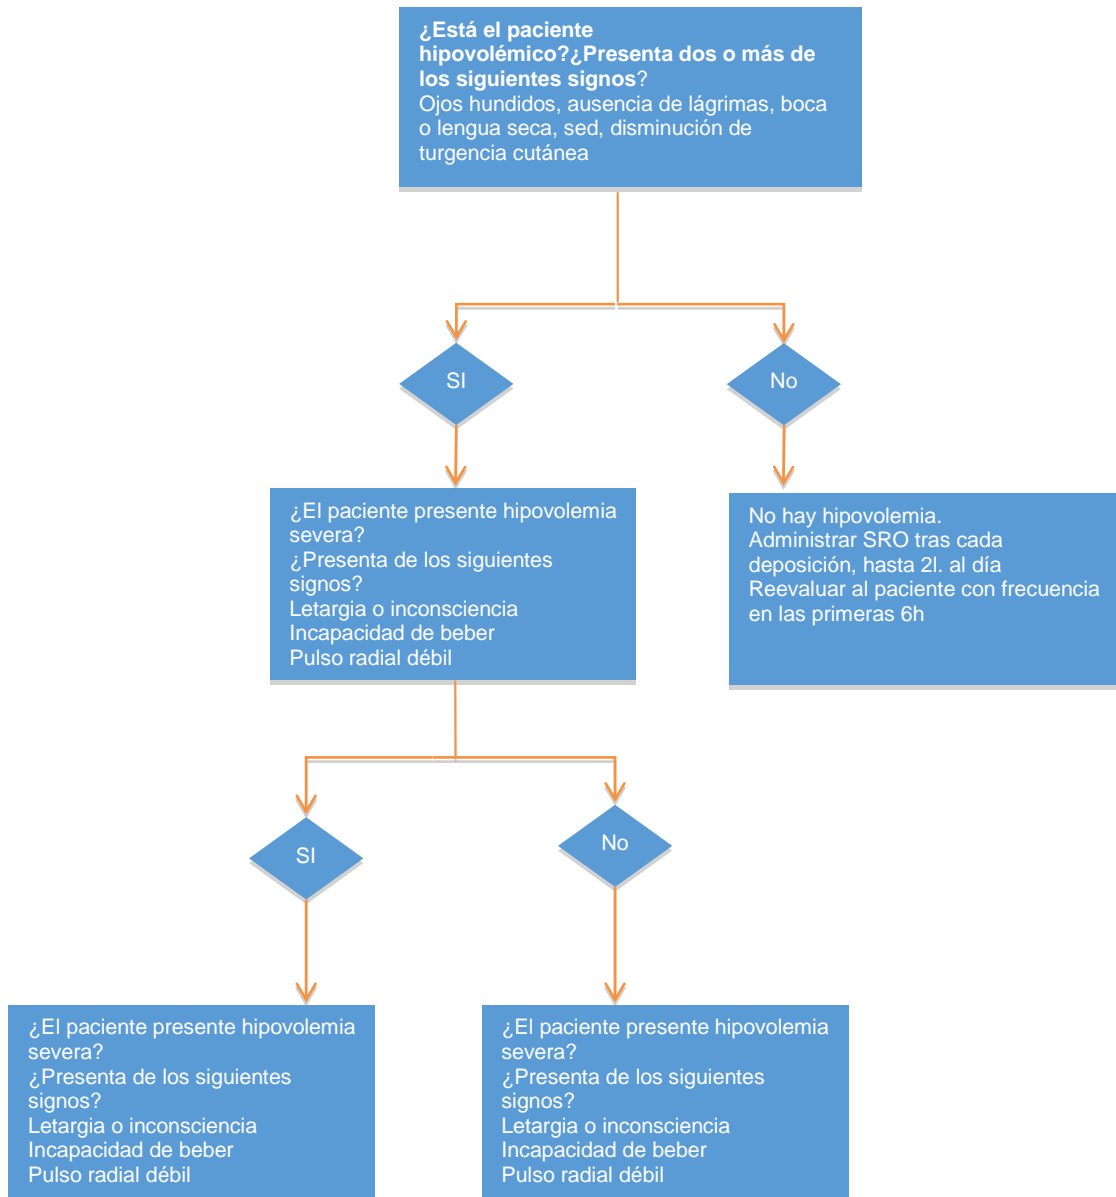 ¿Está el paciente
hipovolémico?¿Presenta dos o más de
los siguientes signos?
Ojos hundidos, ausencia de lágrimas, boca
o lengua seca, sed, disminución de
turgencia cutánea
SI
No
¿El paciente presente hipovolemia
severa?
¿Presenta de los siguientes
signos?
Letargia o inconsciencia
Incapacidad de beber
Pulso radial débil
No hay hipovolemia.
Administrar SRO tras cada
deposición, hasta 2l. al día
Reevaluar al paciente con frecuencia
en las primeras 6h
SI
No
¿El paciente presente hipovolemia
severa?
¿Presenta de los siguientes
signos?
Letargia o inconsciencia
Incapacidad de beber
Pulso radial débil
¿El paciente presente hipovolemia
severa?
¿Presenta de los siguientes
signos?
Letargia o inconsciencia
Incapacidad de beber
Pulso radial débil